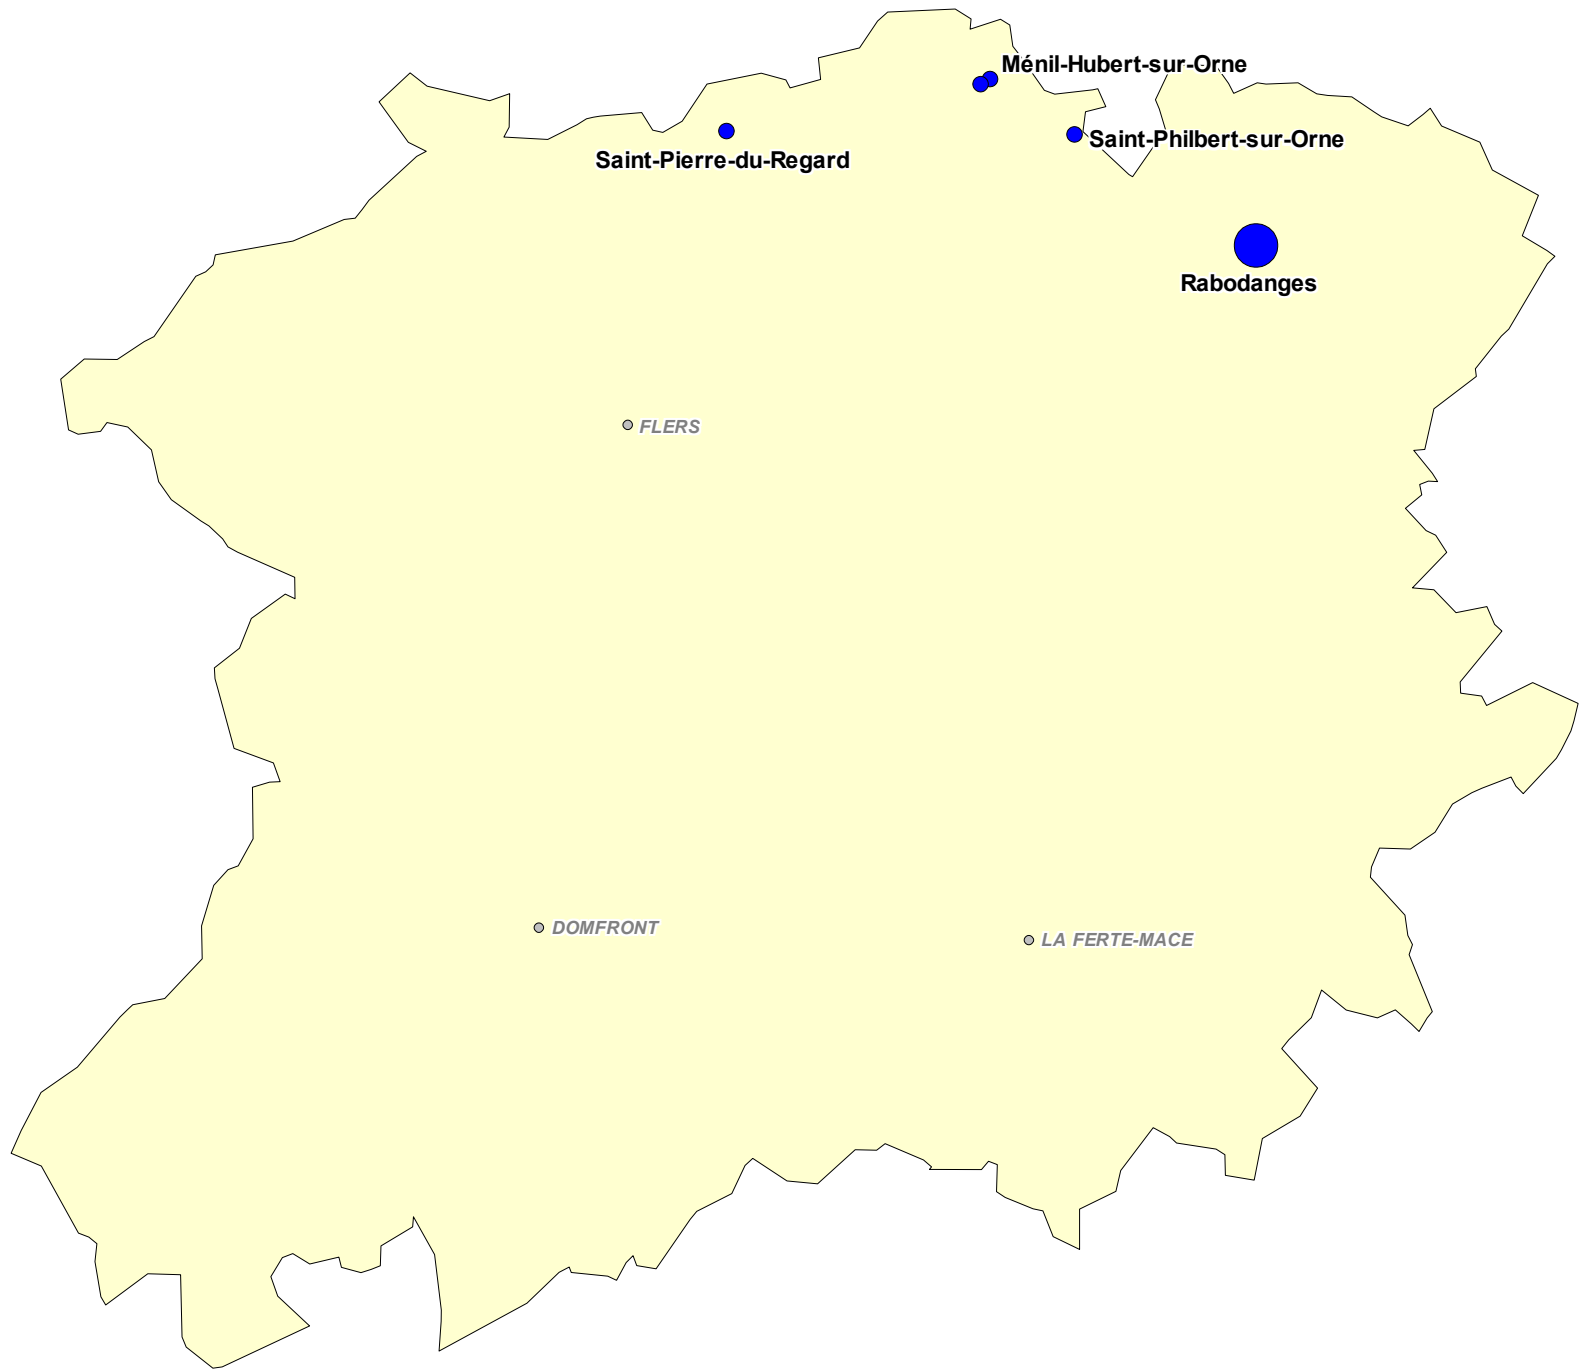 Ménil-Hubert-sur-Orne
Saint-Philbert-sur-Orne
Saint-Pierre-du-Regard
Rabodanges
FLERS
DOMFRONT
LA FERTE-MACE